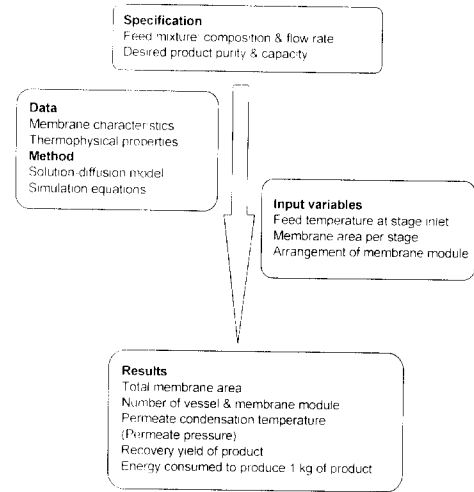 Specification
Feed mixture: composition & flow rate
Desired product purity & capacity
Data
Membrane characteristics
Thermophysical properties
Method
Solution-diffusion model
Simulation equations
Input variables
Feed temperature at stage inlet
Membrane area per stage
Arrangement of membrane module
Results
Total membrane area
Number of vessel & membrane module
Permeate condensation temperature
(Permeate pressure)
Recovery yield of product
Energy consumed to produce 1 kg of product